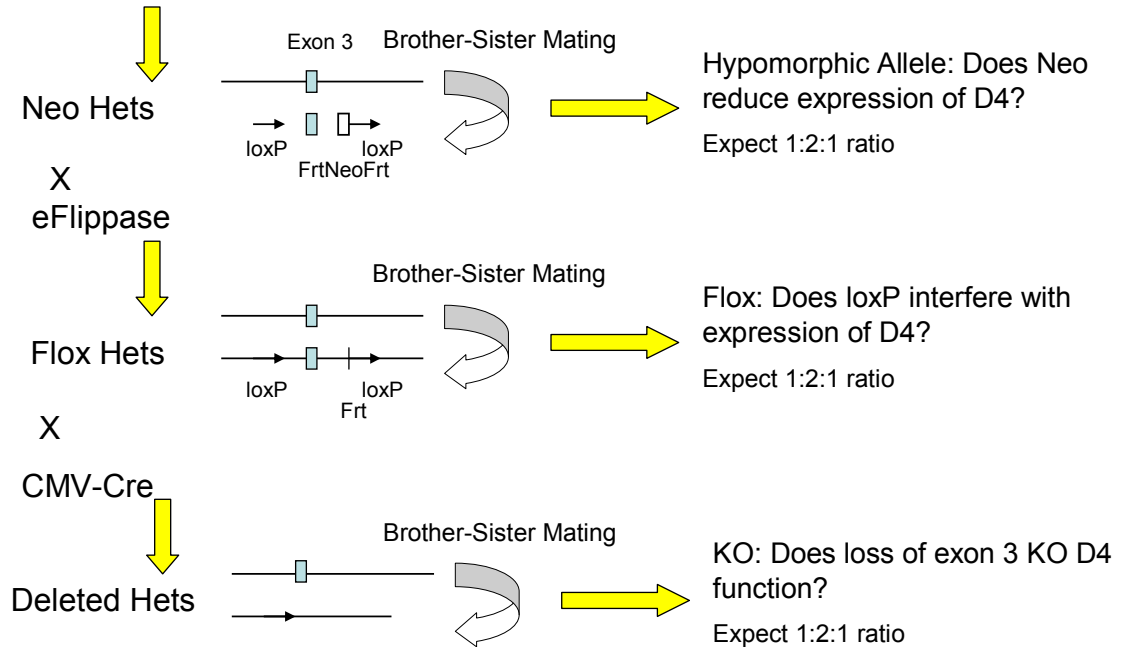 Exon 3
Brother-Sister Mating
Neo Hets
loxP
loxP
FrtNeoFrt
Hypomorphic Allele: Does Neo
reduce expression of D4?
Expect 1:2:1 ratio
X
eFlippase
Brother-Sister Mating
Flox Hets
loxP
loxP
Frt
Flox: Does loxP interfere with
expression of D4?
Expect 1:2:1 ratio
X
CMV-Cre
Brother-Sister Mating
Deleted Hets
KO: Does loss of exon 3 KO D4
function?
Expect 1:2:1 ratio